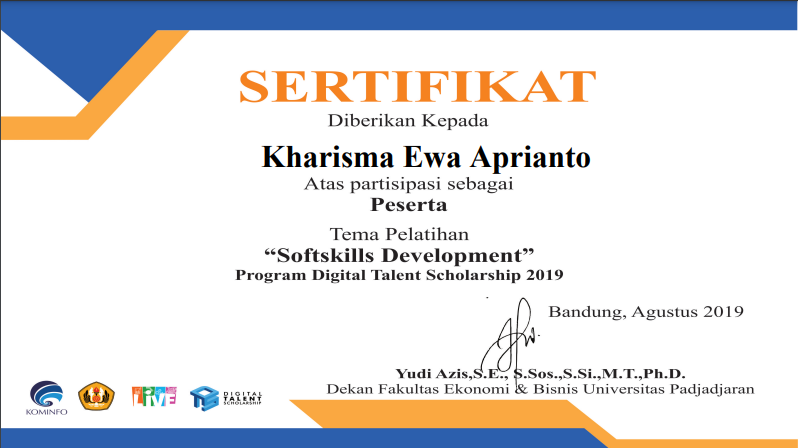 SERTIFIKAT
Diberikan Kepada
Kharisma Ewa Aprianto
Atas partisipasi sebagai
Peserta
Tema Pelatihan
“Softskills Development”
Program Digital Talent Scholarship 2019
Bandung, Agustus 2019
Yudi Azis,S.E., S.Sos.,S.Si.,M.T.,Ph.D.
Dekan Fakultas Ekonomi & Bisnis Universitas Padjadjaran
KOMINFO
LIVE
DIGITAL
TALENT
SCHOLARSHIP